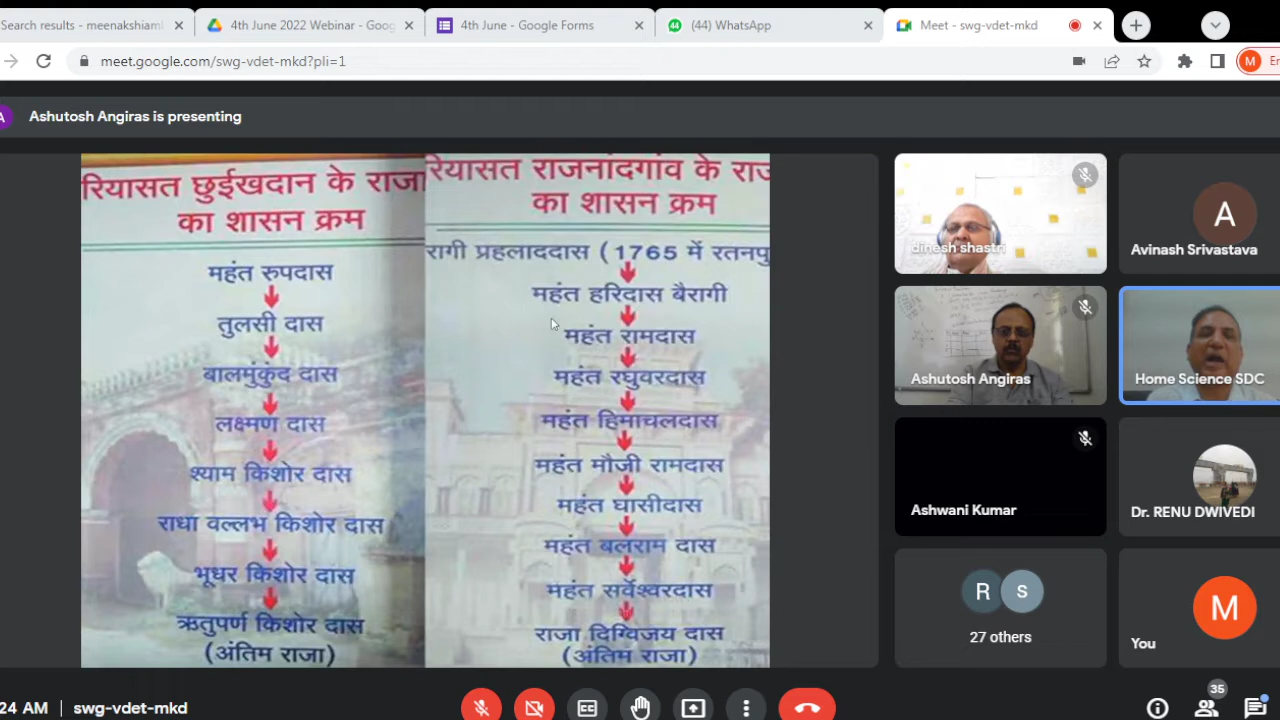 Search results - meenakshiaml
4th June 2022 Webinar - Goog
4th June - Google Forms
(44) WhatsApp
Meet - swg-vdet-mkd
meet.google.com/swg-vdet-mkd?pli=1
M
A
Ashutosh Angiras is presenting
रियासत छुईखदान के राजा
का शासन क्रम
महंत रुपदास
तुलसी दास
बालमुंकुंद दास
लक्ष्मण दास
श्याम किशोर दास
राधा वल्लभ किशोर दास
भूधर किशोर दास
ऋतुपर्ण किशोर दास
(अंतिम राजा)
रियासत राजनांदगांव के राज
का शासन क्रम
रागी प्रहलाददास (1765 में रतनपु
महंत हरिदास बैरागी
महंत रामदास
महंत रघुवरदास
महंत हिमाचलदास
महंत मौजी रामदास
महंत घासीदास
महंत बलराम दास
महंत सर्वेश्वरदास
राजा दिग्विजय दास
(अंतिम राजा)
dinesh shastri
A
Avinash Srivastava
Ashutosh Angiras
Home Science SDC
Ashwani Kumar
Dr. RENU DWIVEDI
R S
27 others
M
You
24 AM | swg-vdet-mkd
35